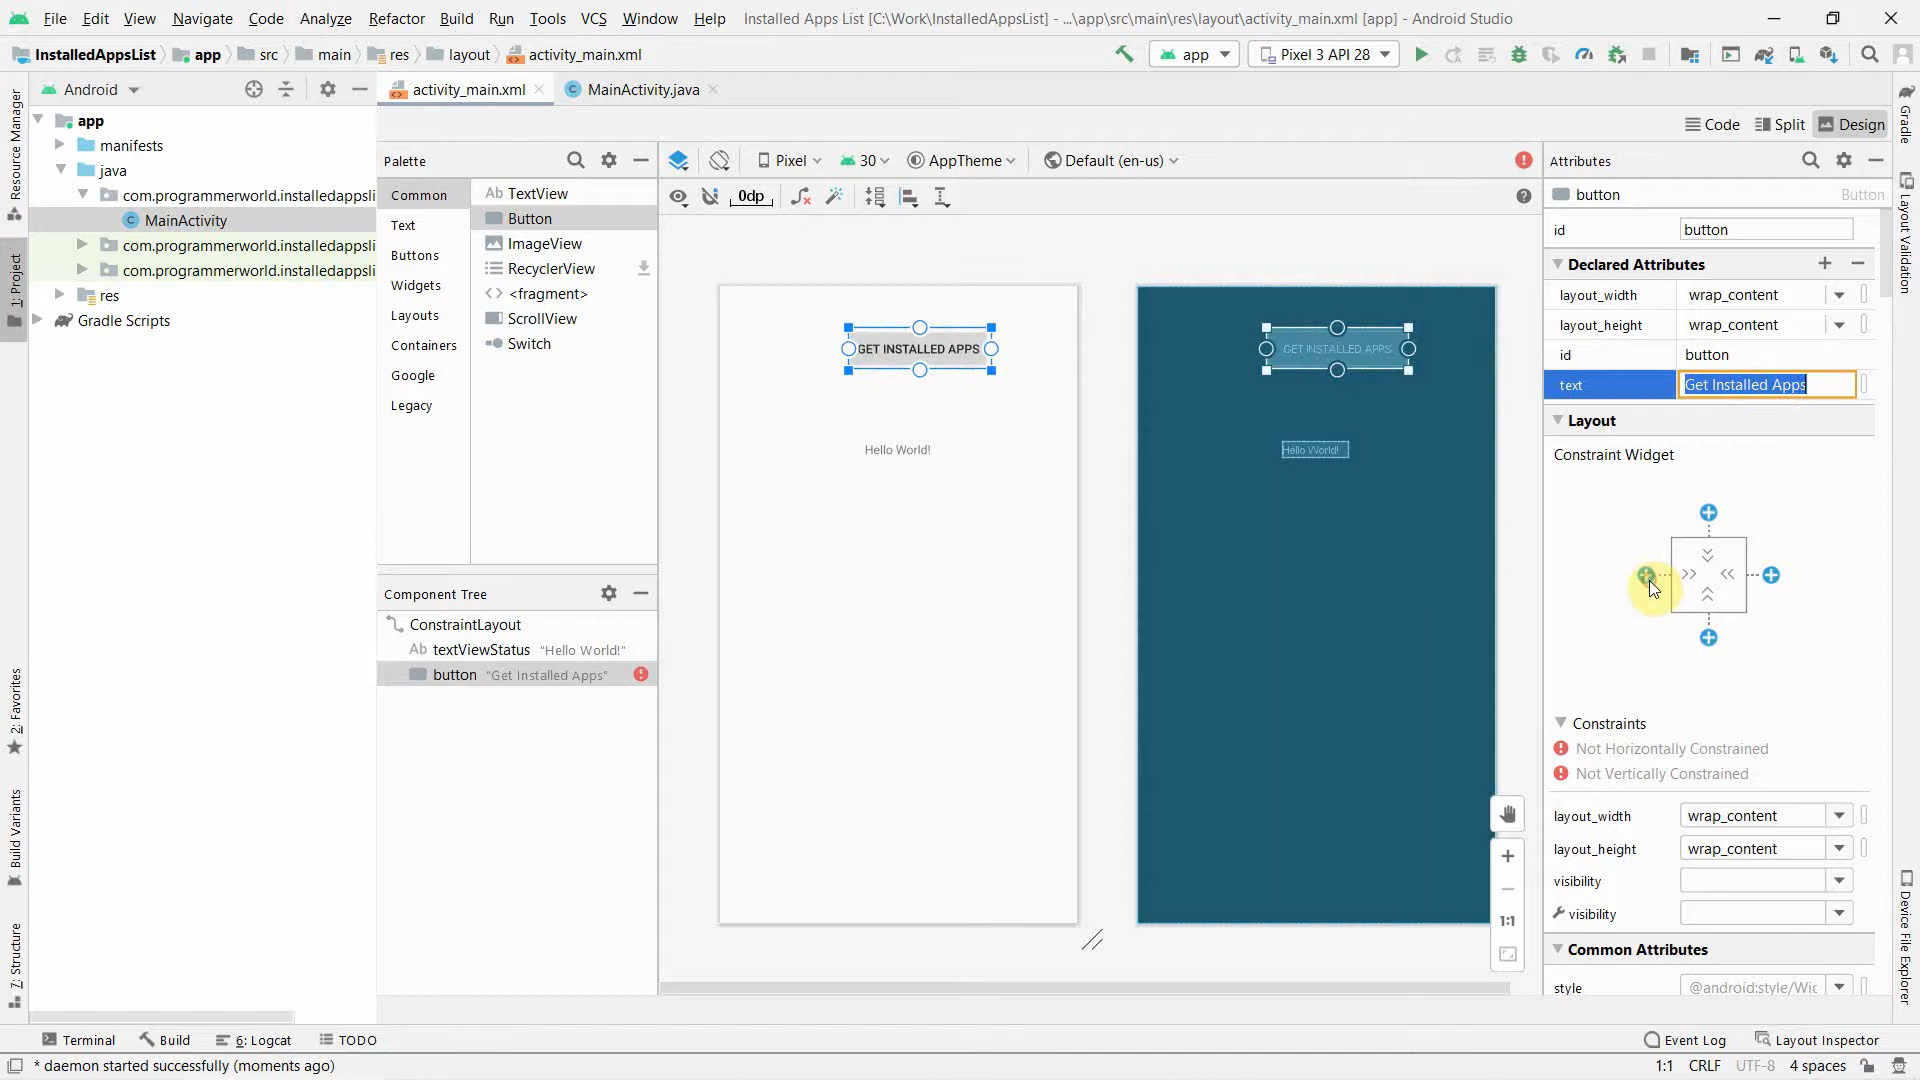 File Edit View Navigate Code Analyze Refactor Build Run Tools VCS Window Help Installed Apps List [C:\Work\InstalledAppsList] - ...\app\src\main\res\layout\activity_main.xml [app] - Android Studio
InstalledAppsList app src main res layout activity_main.xml app Pixel 3 API 28
Resource Manager
1: Project
2: Favorites
Build Variants
7: Structure
Android
app
manifests
java
com.programmerworld.installedappsli
MainActivity
com.programmerworld.installedappsli
com.programmerworld.installedappsli
res
Gradle Scripts
activity_main.xml MainActivity.java
Code Split Design
Palette
Common
Text
Buttons
Widgets
Layouts
Containers
Google
Legacy
Ab TextView
Button
ImageView
RecyclerView
<fragment>
ScrollView
Switch
Component Tree
ConstraintLayout
Ab textViewStatus "Hello World!"
button "Get Installed Apps"
Pixel 30 AppTheme Default (en-us)
0dp
GET INSTALLED APPS
Hello World!
GET INSTALLED APPS
Hello World!
1:1
Attributes
button Button
id button
Declared Attributes
layout_width wrap_content
layout_height wrap_content
id button
text Get Installed Apps
Layout
Constraint Widget
Constraints
Not Horizontally Constrained
Not Vertically Constrained
layout_width wrap_content
layout_height wrap_content
visibility
visibility
Common Attributes
style @android:style/Wic
Gradle
Layout Validation
Device File Explorer
Terminal Build 6: Logcat TODO Event Log Layout Inspector
* daemon started successfully (moments ago) 1:1 CRLF UTF-8 4 spaces